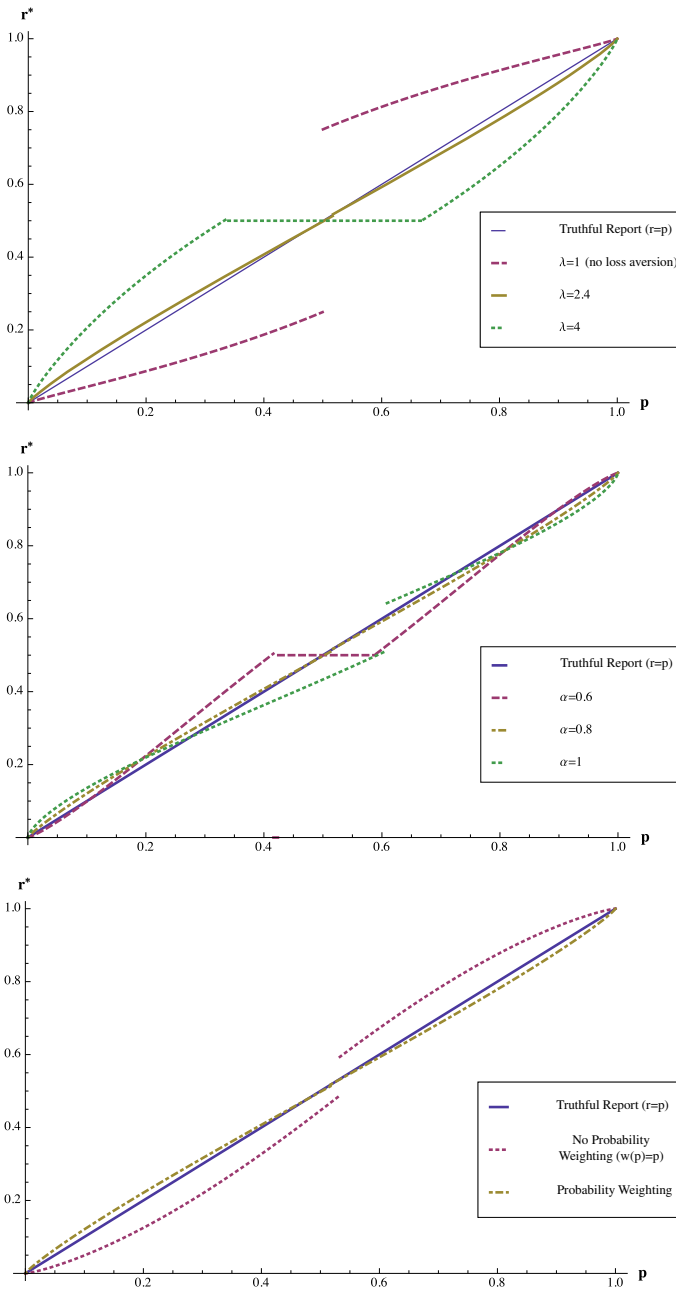 r*
1.0
0.8
0.6
0.4
0.2
0.2
0.4
0.6
0.8
1.0
p
Truthful Report (r=p)
λ=1 (no loss aversion)
λ=2.4
λ=4
r*
1.0
0.8
0.6
0.4
0.2
0.2
0.4
0.6
0.8
1.0
p
Truthful Report (r=p)
α=0.6
α=0.8
α=1
r*
1.0
0.8
0.6
0.4
0.2
0.2
0.4
0.6
0.8
1.0
p
Truthful Report (r=p)
No Probability
Weighting (w(p)=p)
Probability Weighting